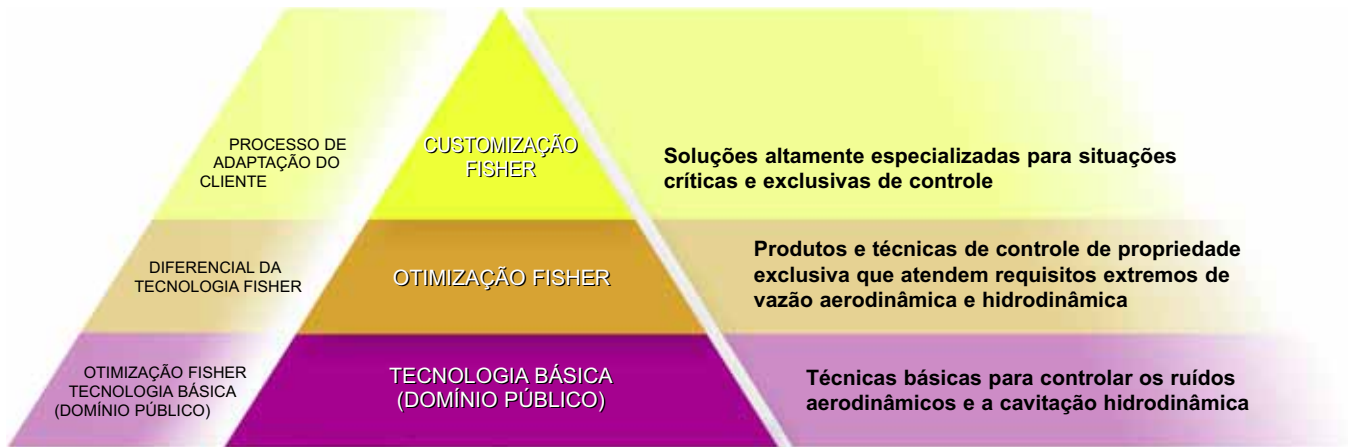 PROCESSO DE
ADAPTAÇÃO DO
CLIENTE
CUSTOMIZAÇÃO
FISHER
Soluções altamente especializadas para situações
críticas e exclusivas de controle
DIFERENCIAL DA
TECNOLOGIA FISHER
OTIMIZAÇÃO FISHER
Produtos e técnicas de controle de propriedade
exclusiva que atendem requisitos extremos de
vazão aerodinâmica e hidrodinâmica
OTIMIZAÇÃO FISHER
TECNOLOGIA BÁSICA
(DOMÍNIO PÚBLICO)
TECNOLOGIA BÁSICA
(DOMÍNIO PÚBLICO)
Técnicas básicas para controlar os ruídos
aerodinâmicos e a cavitação hidrodinâmica